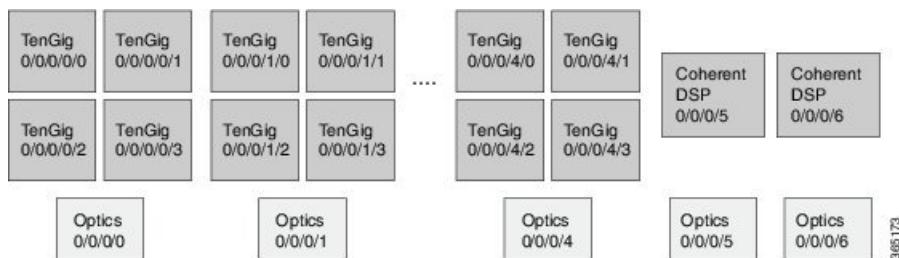 TenGig
0/0/0/0/0
TenGig
0/0/0/0/1
TenGig
0/0/0/1/0
TenGig
0/0/0/1/1
....
TenGig
0/0/0/4/0
TenGig
0/0/0/4/1
Coherent
DSP
0/0/0/5
Coherent
DSP
0/0/0/6
TenGig
0/0/0/0/2
TenGig
0/0/0/0/3
TenGig
0/0/0/1/2
TenGig
0/0/0/1/3
TenGig
0/0/0/4/2
TenGig
0/0/0/4/3
Optics
0/0/0/0
Optics
0/0/0/1
Optics
0/0/0/4
Optics
0/0/0/5
Optics
0/0/0/6
365173